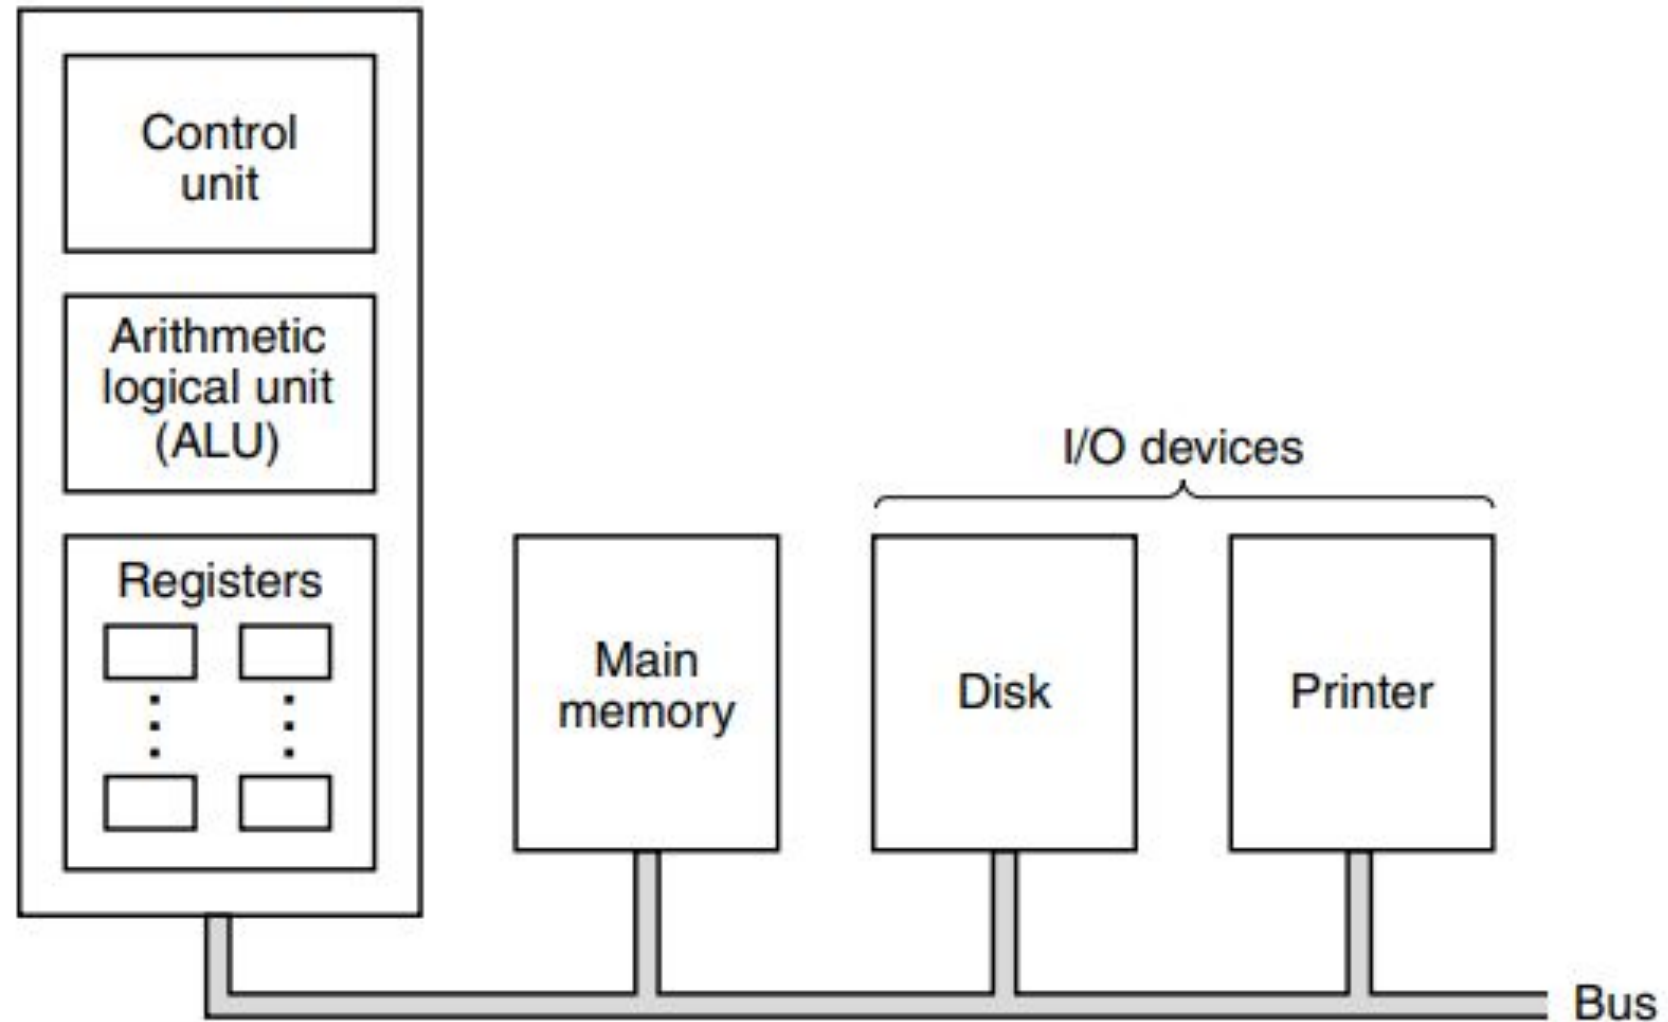 Control
unit
Arithmetic
logical unit
(ALU)
Registers
Main
memory
I/O devices
Disk
Printer
Bus